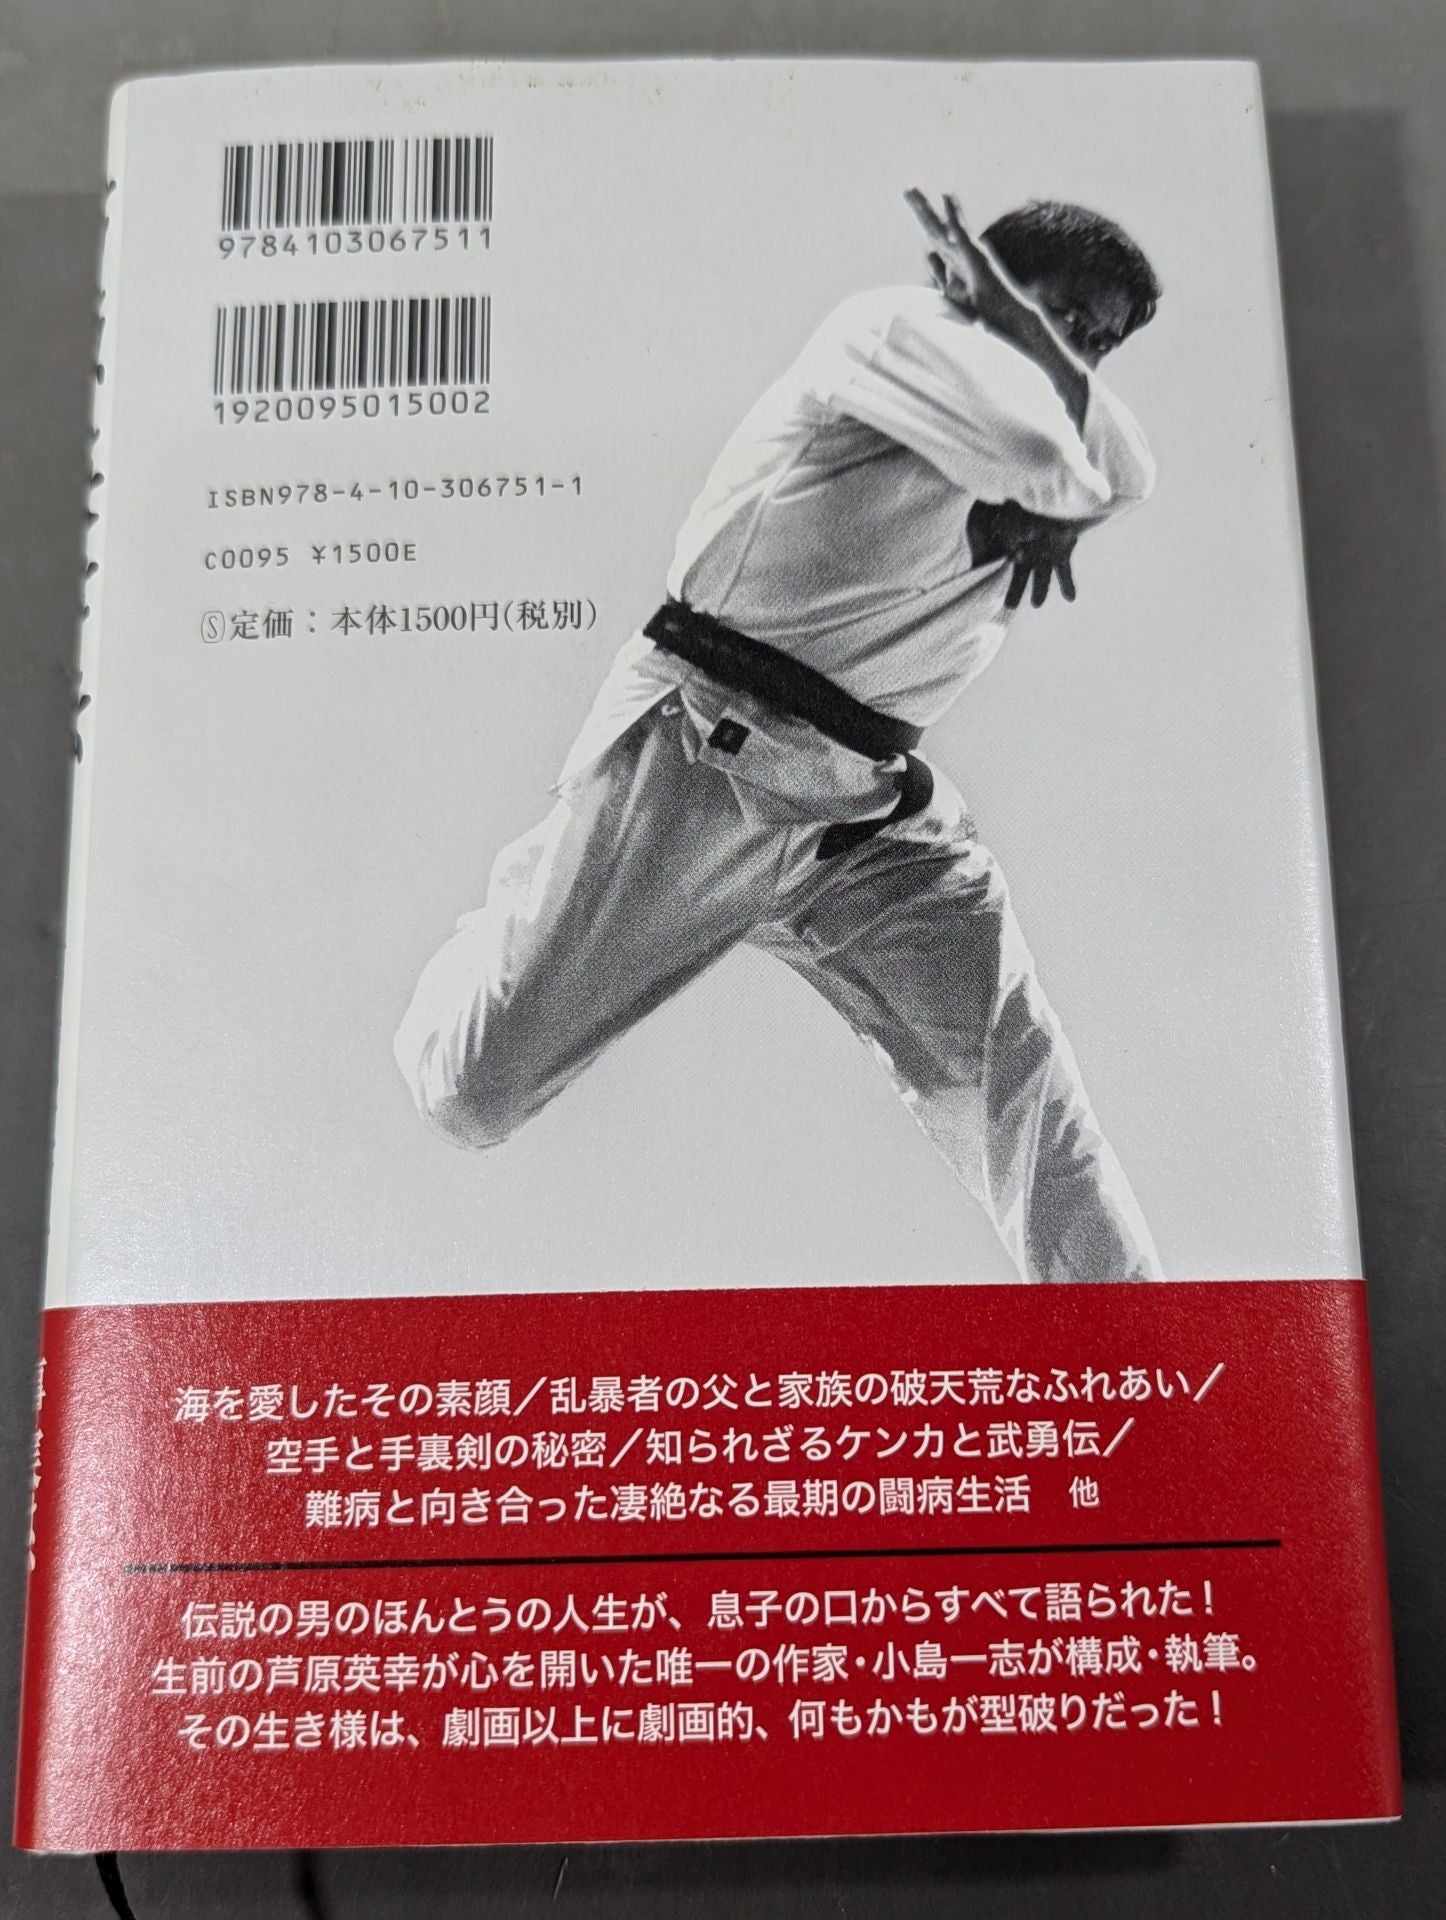 9784103067511
1920095015002
ISBN978-4-10-306751-1
C0095 ¥1500E
Ⓢ定価：本体1500円(税別)
海を愛したその素顔／乱暴者の父と家族の破天荒なふれあい／
空手と手裏剣の秘密／知られざるケンカと武勇伝／
難病と向き合った凄絶なる最期の闘病生活　他
伝説の男のほんとうの人生が、息子の口からすべて語られた！
生前の芦原英幸が心を開いた唯一の作家・小島一志が構成・執筆。
その生き様は、劇画以上に劇画的、何もかもが型破りだった！